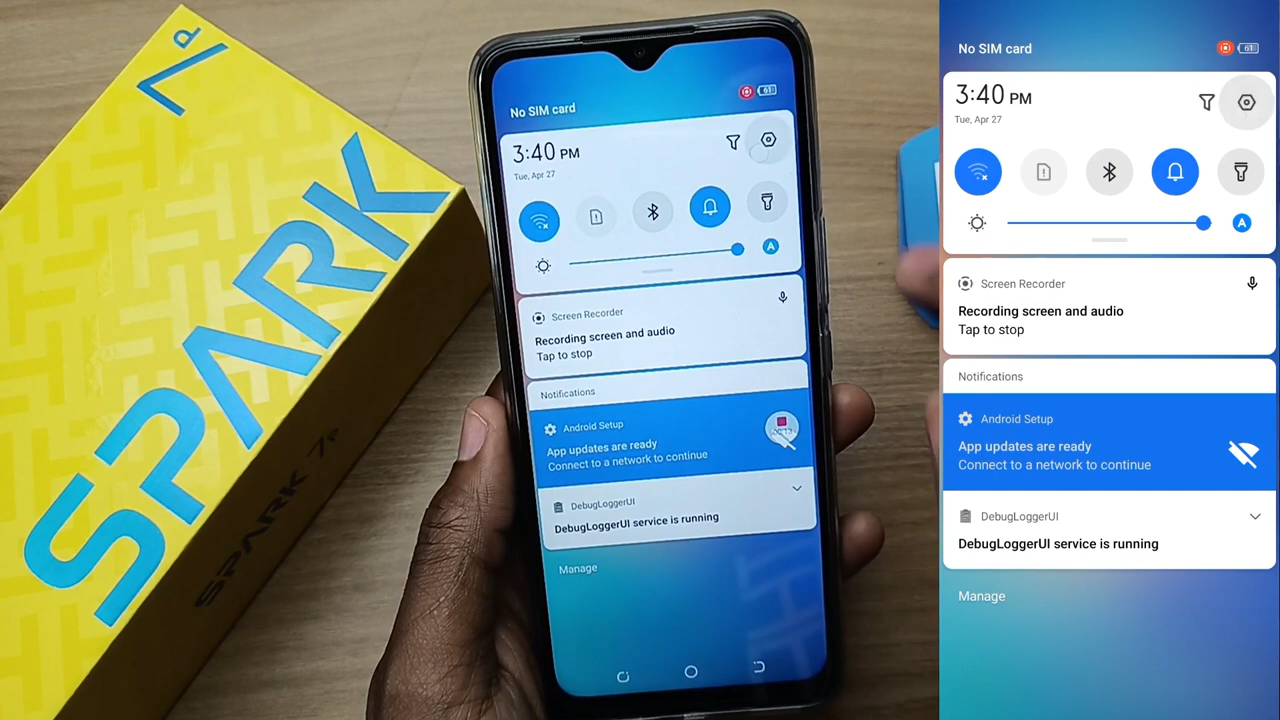 7P
SPARK
SPARK 7P
No SIM card
61
3:40 PM
Tue, Apr 27
A
Screen Recorder
Recording screen and audio
Tap to stop
Notifications
Android Setup
App updates are ready
Connect to a network to continue
DebugLoggerUI
DebugLoggerUI service is running
Manage
No SIM card
61
3:40 PM
Tue, Apr 27
A
Screen Recorder
Recording screen and audio
Tap to stop
Notifications
Android Setup
App updates are ready
Connect to a network to continue
DebugLoggerUI
DebugLoggerUI service is running
Manage